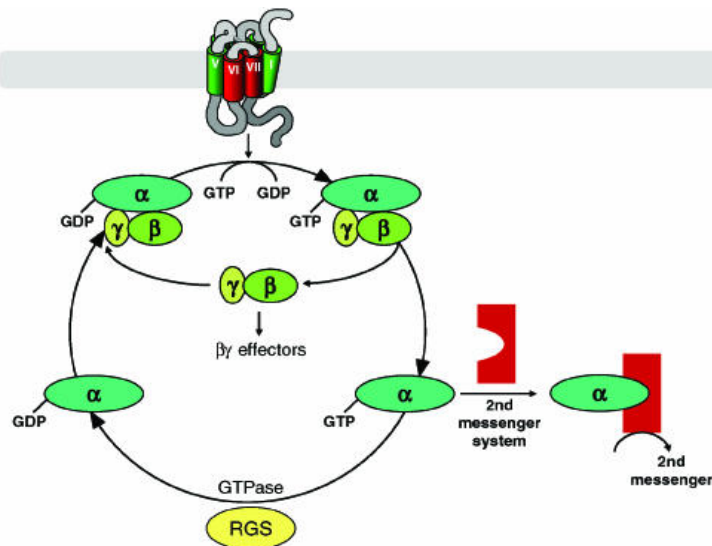 V VI VII I
α
GTP GDP
α
GDP
GTP
γ β
γ β
γ β
βγ effectors
α
GDP
α
GTP
2nd
messenger
system
α
2nd
messenger
GTPase
RGS